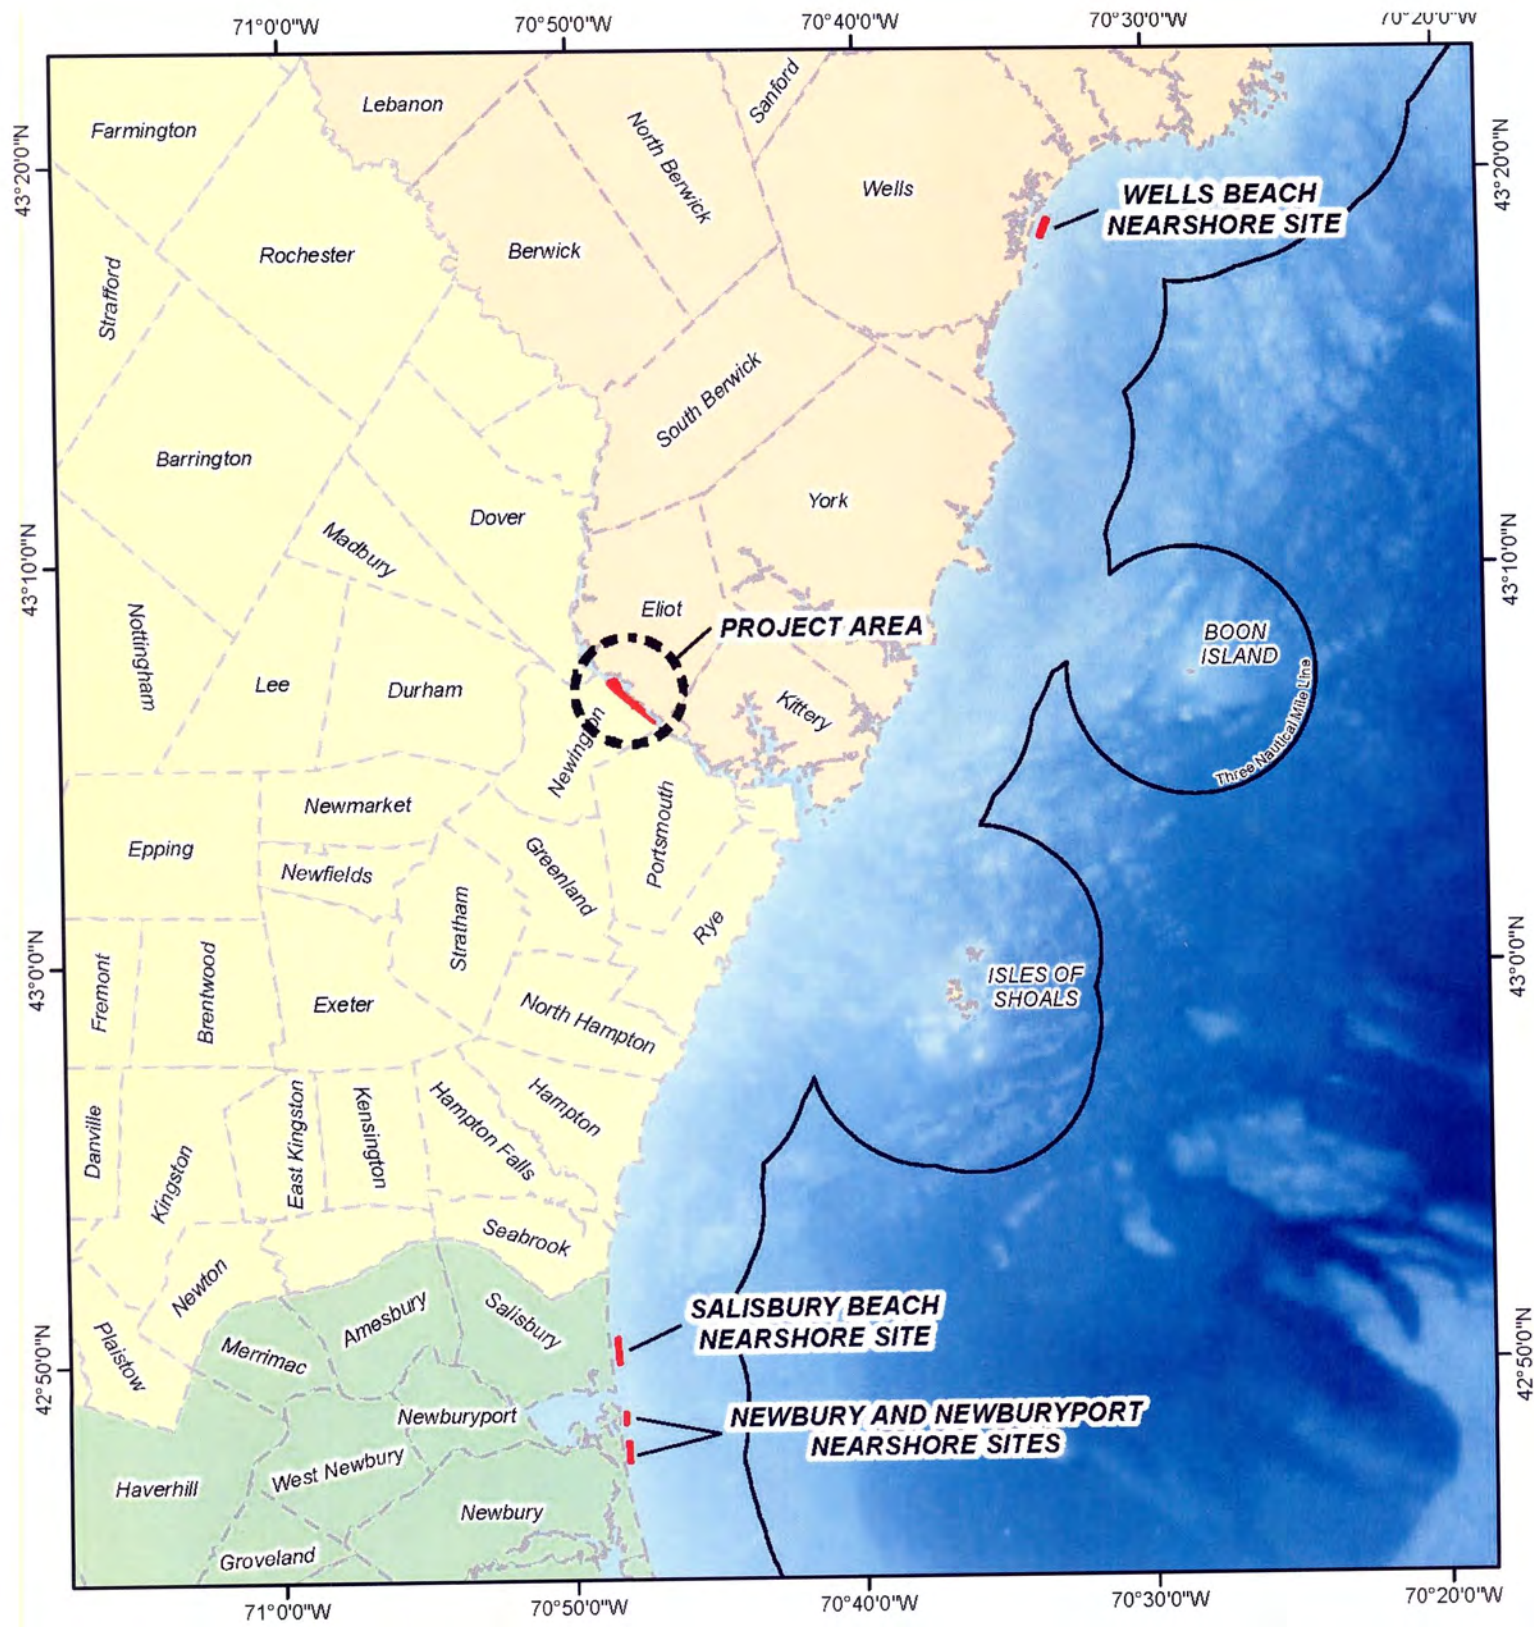 71°0'0"W
70°50'0"W
70°40'0"W
70°30'0"W
70°20'0"W
43°20'0"N
43°20'0"N
Farmington
Lebanon
North Berwick
Sanford
Wells
WELLS BEACH
NEARSHORE SITE
Strafford
Rochester
Berwick
South Berwick
Barrington
Dover
York
Madbury
43°10'0"N
43°10'0"N
Nottingham
Eliot
PROJECT AREA
BOON
ISLAND
Three Nautical Mile Line
Lee
Durham
Newington
Kittery
Newmarket
Epping
Newfields
Greenland
Portsmouth
Stratham
Rye
43°0'0"N
43°0'0"N
Fremont
Brentwood
Exeter
North Hampton
ISLES OF
SHOALS
Danville
Kingston
East Kingston
Kensington
Hampton Falls
Hampton
Seabrook
Newton
Plaistow
Merrimac
Amesbury
Salisbury
SALISBURY BEACH
NEARSHORE SITE
42°50'0"N
42°50'0"N
Newburyport
NEWBURY AND NEWBURYPORT
NEARSHORE SITES
West Newbury
Haverhill
Newbury
Groveland
71°0'0"W
70°50'0"W
70°40'0"W
70°30'0"W
70°20'0"W